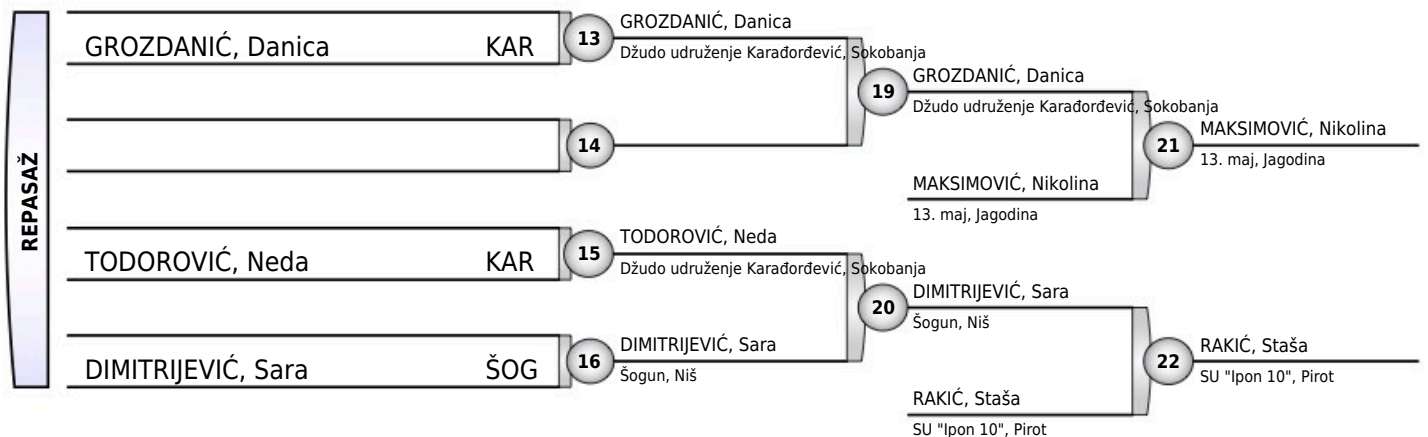 REPASAŽ
GROZDANIĆ, Danica KAR
13
GROZDANIĆ, Danica
Džudo udruženje Karađorđević, Sokobanja
14
19
GROZDANIĆ, Danica
Džudo udruženje Karađorđević, Sokobanja
MAKSIMOVIĆ, Nikolina
13. maj, Jagodina
21
MAKSIMOVIĆ, Nikolina
13. maj, Jagodina
TODOROVIĆ, Neda KAR
15
TODOROVIĆ, Neda
Džudo udruženje Karađorđević, Sokobanja
DIMITRIJEVIĆ, Sara ŠOG
16
DIMITRIJEVIĆ, Sara
Šogun, Niš
20
DIMITRIJEVIĆ, Sara
Šogun, Niš
RAKIĆ, Staša
SU "Ipon 10", Pirot
22
RAKIĆ, Staša
SU "Ipon 10", Pirot